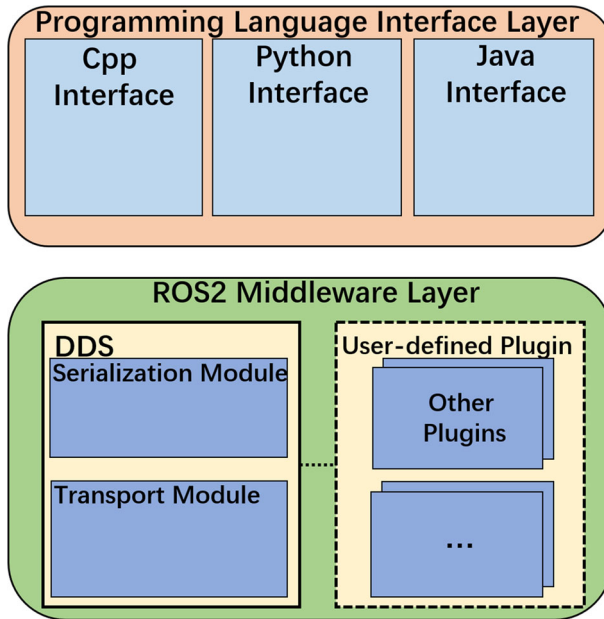 Programming Language Interface Layer
Cpp
Interface
Python
Interface
Java
Interface
ROS2 Middleware Layer
DDS
Serialization Module
Transport Module
User-defined Plugin
Other
Plugins
...